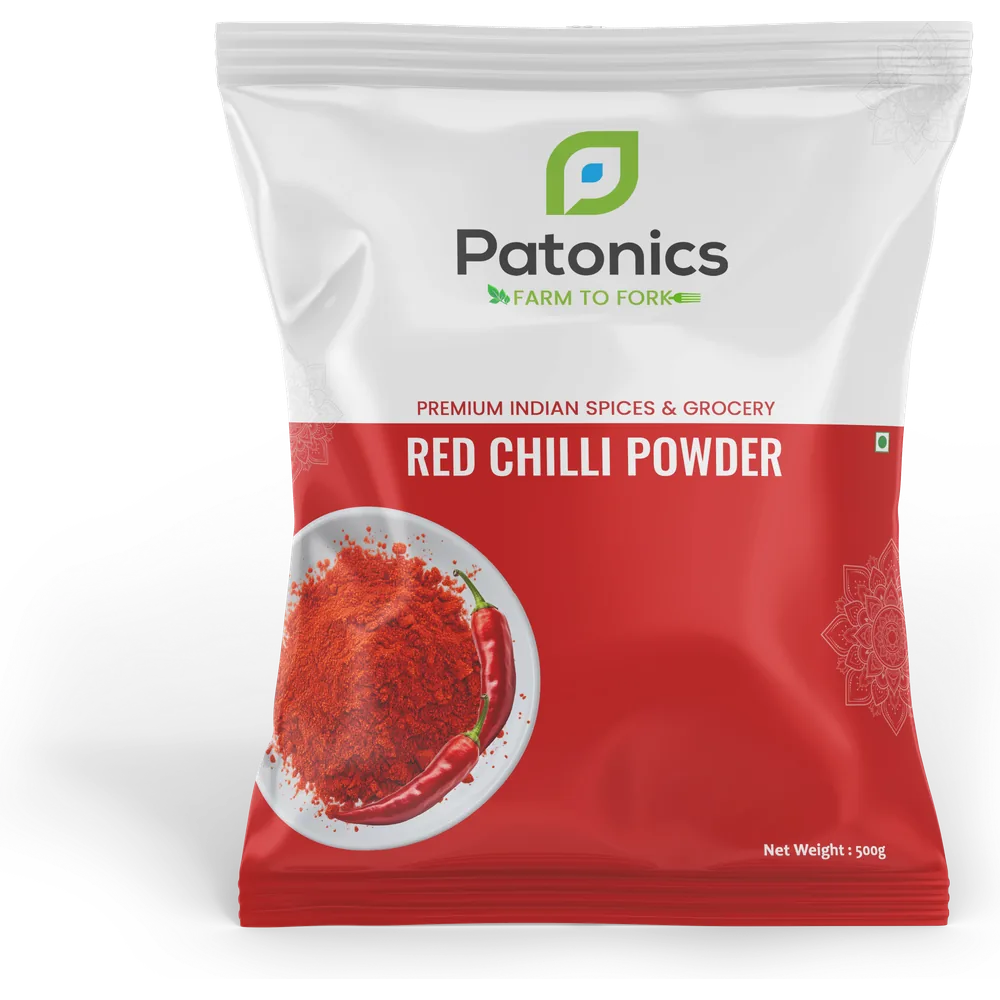 Patonics
FARM TO FORK
PREMIUM INDIAN SPICES & GROCERY
RED CHILLI POWDER
Net Weight : 500g